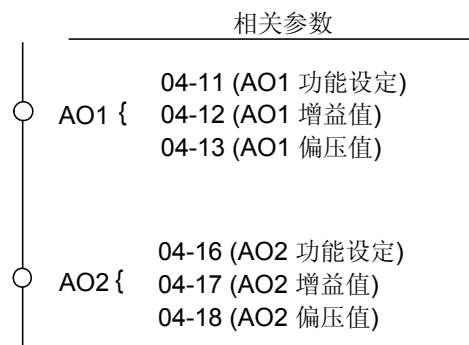 相关参数
04-11 (AO1 功能设定)
AO1 { 04-12 (AO1 增益值)
04-13 (AO1 偏压值)
04-16 (AO2 功能设定)
AO2 { 04-17 (AO2 增益值)
04-18 (AO2 偏压值)